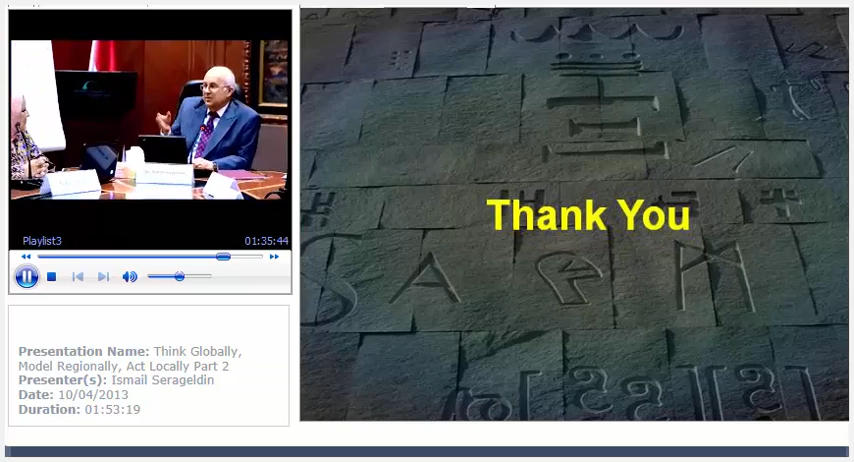 Playlist3
01:35:44
Presentation Name: Think Globally,
Model Regionally, Act Locally Part 2
Presenter(s): Ismail Serageldin
Date: 10/04/2013
Duration: 01:53:19
Thank You